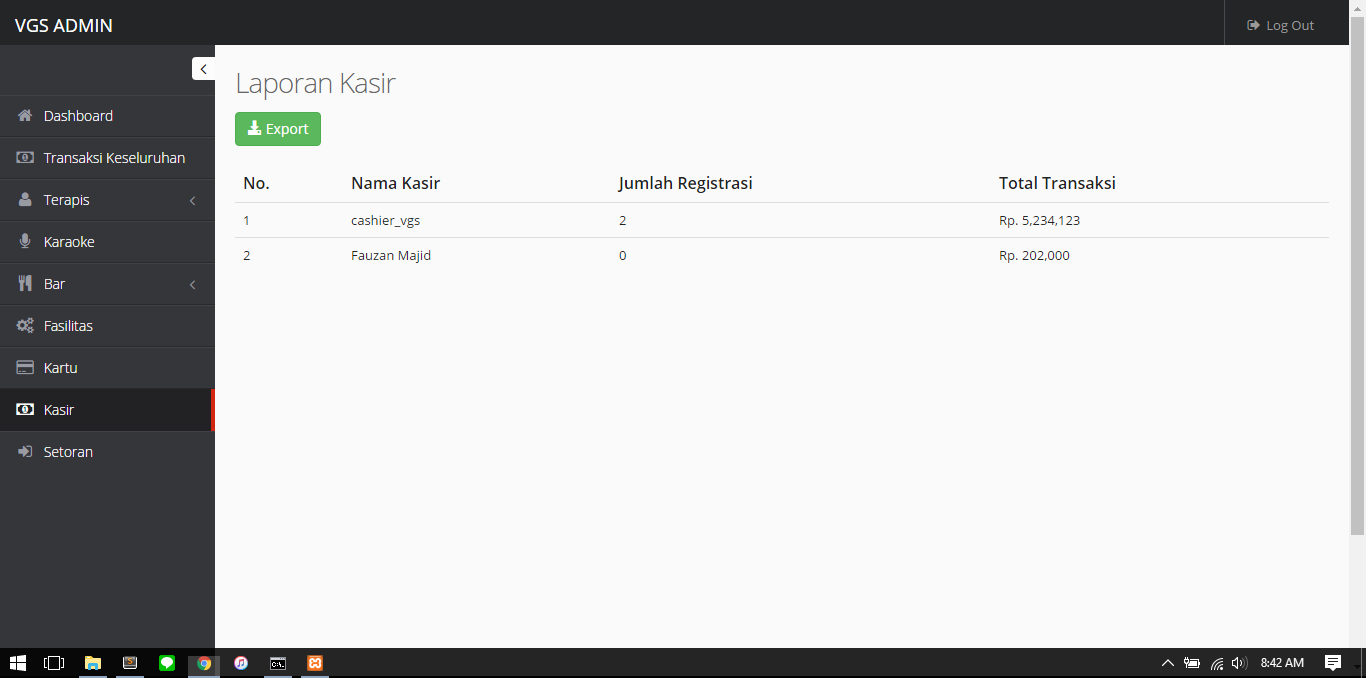 VGS ADMIN
Log Out
Dashboard
Transaksi Keseluruhan
Terapis
Karaoke
Bar
Fasilitas
Kartu
Kasir
Setoran
Laporan Kasir
Export
No. Nama Kasir Jumlah Registrasi Total Transaksi
1 cashier_vgs 2 Rp. 5,234,123
2 Fauzan Majid 0 Rp. 202,000
8:42 AM